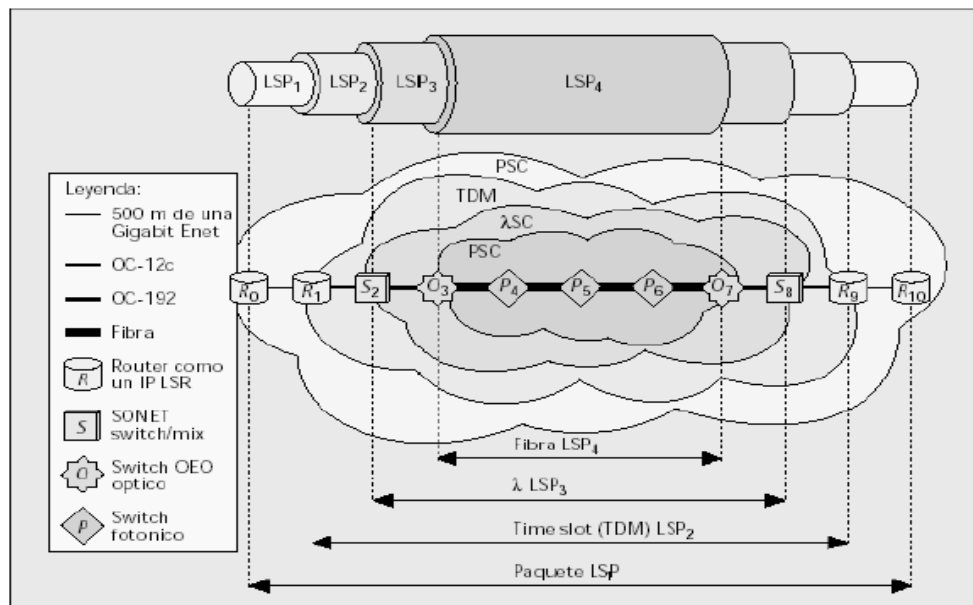 LSP1
LSP2
LSP3
LSP4
PSC
TDM
λSC
PSC
Leyenda:
500 m de una
Gigabit Enet
OC-12c
OC-192
Fibra
R
Router como
un IP LSR
S
SONET
switch/mix
O
Switch OEO
optico
P
Switch
fotonico
R0
R1
S2
O3
P4
P5
P6
O7
S8
R9
R10
Fibra LSP4
λ LSP3
Time slot (TDM) LSP2
Paquete LSP